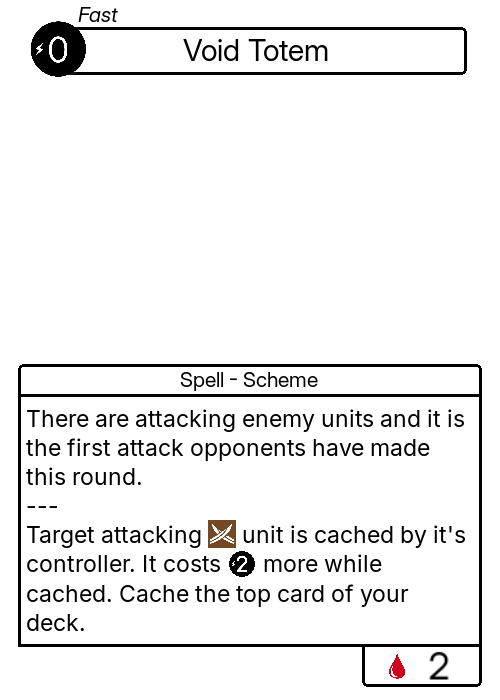 Fast
0 Void Totem
Spell - Scheme
There are attacking enemy units and it is
the first attack opponents have made
this round.
---
Target attacking unit is cached by it's
controller. It costs 2 more while
cached. Cache the top card of your
deck.
2